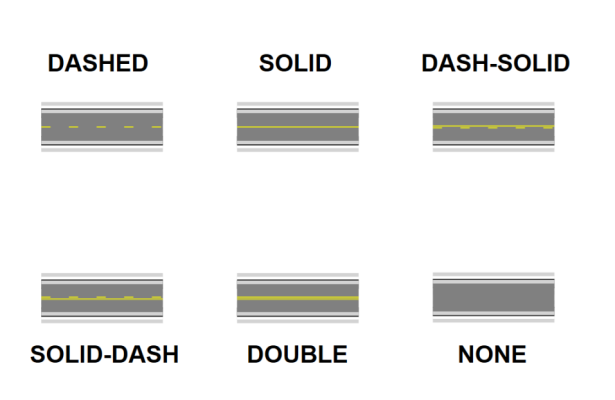 DASHED
SOLID
DASH-SOLID
SOLID-DASH
DOUBLE
NONE